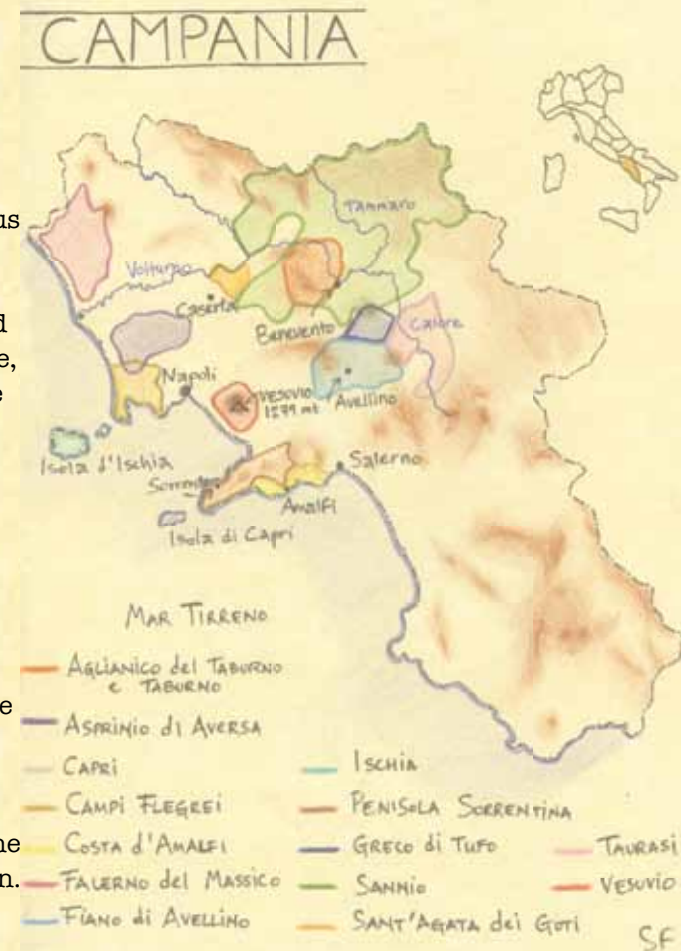 CAMPANIA
us
d
e,
e
e
ne
n.
Tammaro
Volturno
Caserta
Benevento
Calore
Napoli
VESUVIO
1279 mt
Avellino
Isola d'Ischia
Sorrento
Salerno
Amalfi
Isola di Capri
MAR TIRRENO
AGLIANICO del TABURNO
e TABURNO
ASPRINIO di AVERSA
CAPRI
CAMPI FLEGREI
COSTA d'AMALFI
FALERNO del MASSICO
FIANO di AVELLINO
ISCHIA
PENISOLA SORRENTINA
GRECO di TUFO
SANNIO
SANT'AGATA dei GOTI
TAURASI
VESUVIO
SF